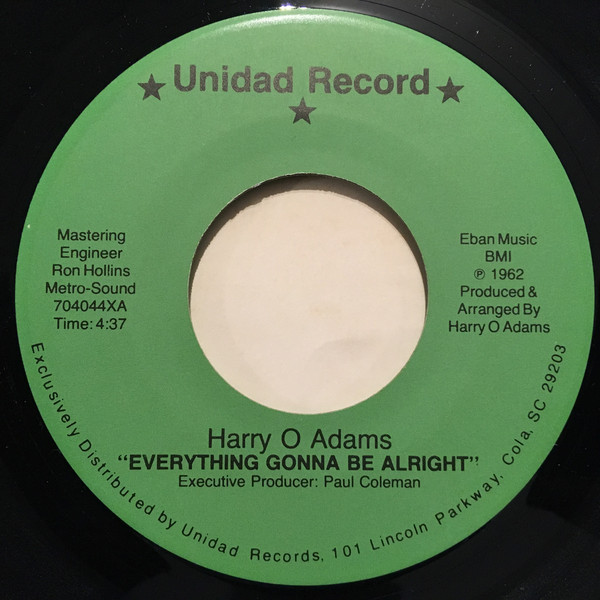 Unidad Record
Mastering
Engineer
Ron Hollins
Metro-Sound
704044XA
Time: 4:37
Eban Music
BMI
℗ 1962
Produced &
Arranged By
Harry O Adams
Harry O Adams
"EVERYTHING GONNA BE ALRIGHT"
Executive Producer: Paul Coleman
Exclusively Distributed by Unidad Records, 101 Lincoln Parkway, Cola, SC 29203